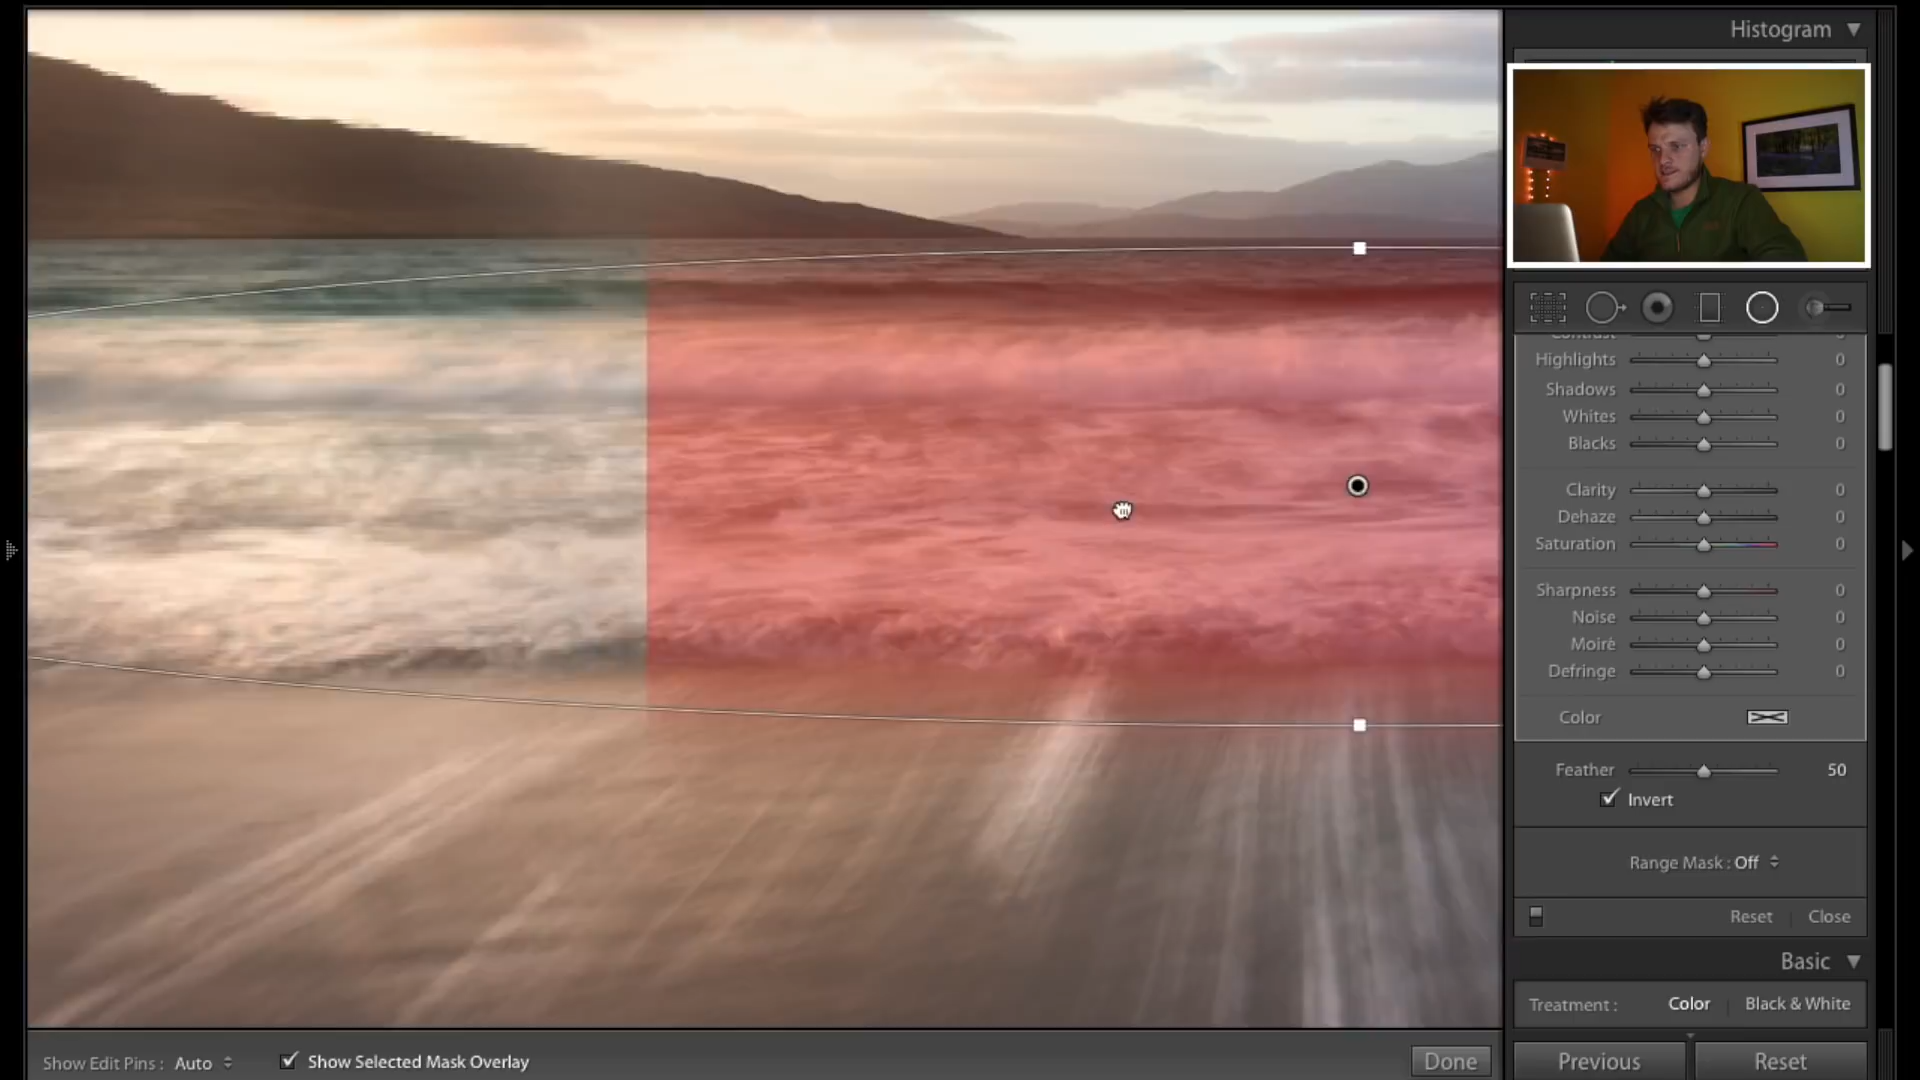 Histogram
Contrast
Highlights 0
Shadows 0
Whites 0
Blacks 0
Clarity 0
Dehaze 0
Saturation 0
Sharpness 0
Noise 0
Moiré 0
Defringe 0
Color
Feather 50
Invert
Range Mask : Off
Reset Close
Basic
Treatment : Color Black & White
Show Edit Pins : Auto Show Selected Mask Overlay Done Previous Reset